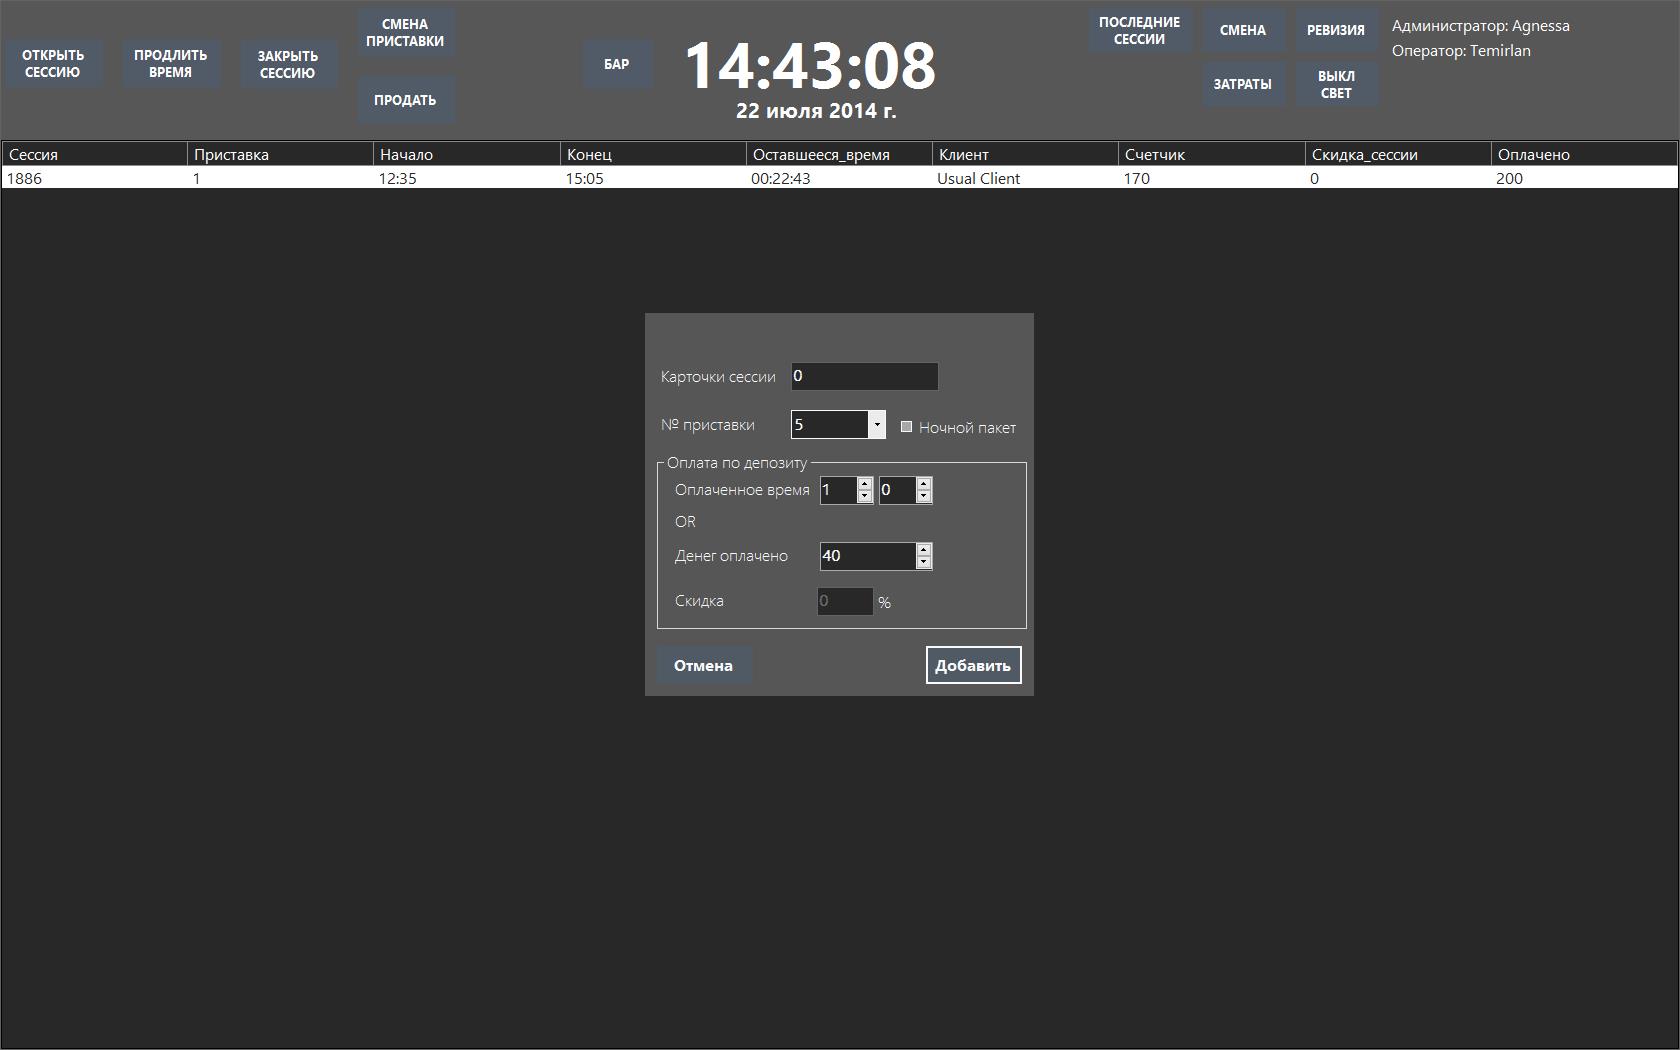 ОТКРЫТЬ СЕССИЮ
ПРОДЛИТЬ ВРЕМЯ
ЗАКРЫТЬ СЕССИЮ
СМЕНА ПРИСТАВКИ
ПРОДАТЬ
БАР
14:43:08
22 июля 2014 г.
ПОСЛЕДНИЕ СЕССИИ
СМЕНА
РЕВИЗИЯ
ЗАТРАТЫ
ВЫКЛ СВЕТ
Администратор: Agnessa
Оператор: Temirlan
Сессия Приставка Начало Конец Оставшееся_время Клиент Счетчик Скидка_сессии Оплачено
1886 1 12:35 15:05 00:22:43 Usual Client 170 0 200
Карточки сессии 0
№ приставки 5 Ночной пакет
Оплата по депозиту
Оплаченное время 1 0
OR
Денег оплачено 40
Скидка 0 %
Отмена Добавить